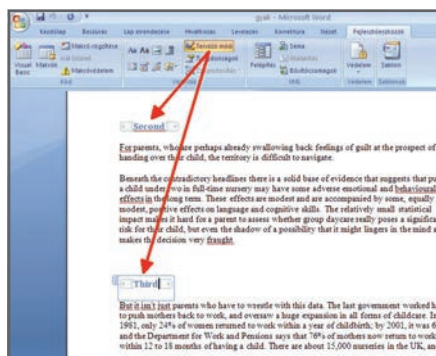 gyak - Microsoft Word
Kezdőlap Beszúrás Lap elrendezése Hivatkozás Levelezés Korrektúra Nézet Fejlesztőeszközök
Visual Basic
Makrók
Makró rögzítése
Makróvédelem
Kód
Aa Aa
Tervező mód
Felépítés
Séma
Bővítőcsomagok
XML
Védelem
Védelem
Sablon
Sablonok
Second
For parents, who are perhaps already swallowing back feelings of guilt at the prospect of
handing over their child, the territory is difficult to navigate.
Beneath the contradictory headlines there is a solid base of evidence that suggests that put
a child under two in full-time nursery may have some adverse emotional and behavioural
effects in the long term. These effects are modest and are accompanied by some, equally
modest, positive effects on language and cognitive skills. The relatively small statistical
impact makes it hard for a parent to assess whether group daycare really poses a significa
risk for their child, but even the shadow of a possibility that it might lingers in the mind a
makes the decision very fraught.
Third
But it isn't just parents who have to wrestle with this data. The last government worked h
to push mothers back to work, and oversaw a huge expansion in all forms of childcare. In
1981, only 24% of women returned to work within a year of childbirth; by 2001, it was 6
and the Department for Work and Pensions says that 76% of mothers now return to work
within 12 to 18 months of having a child. There are about 15,000 nurseries in the UK, an